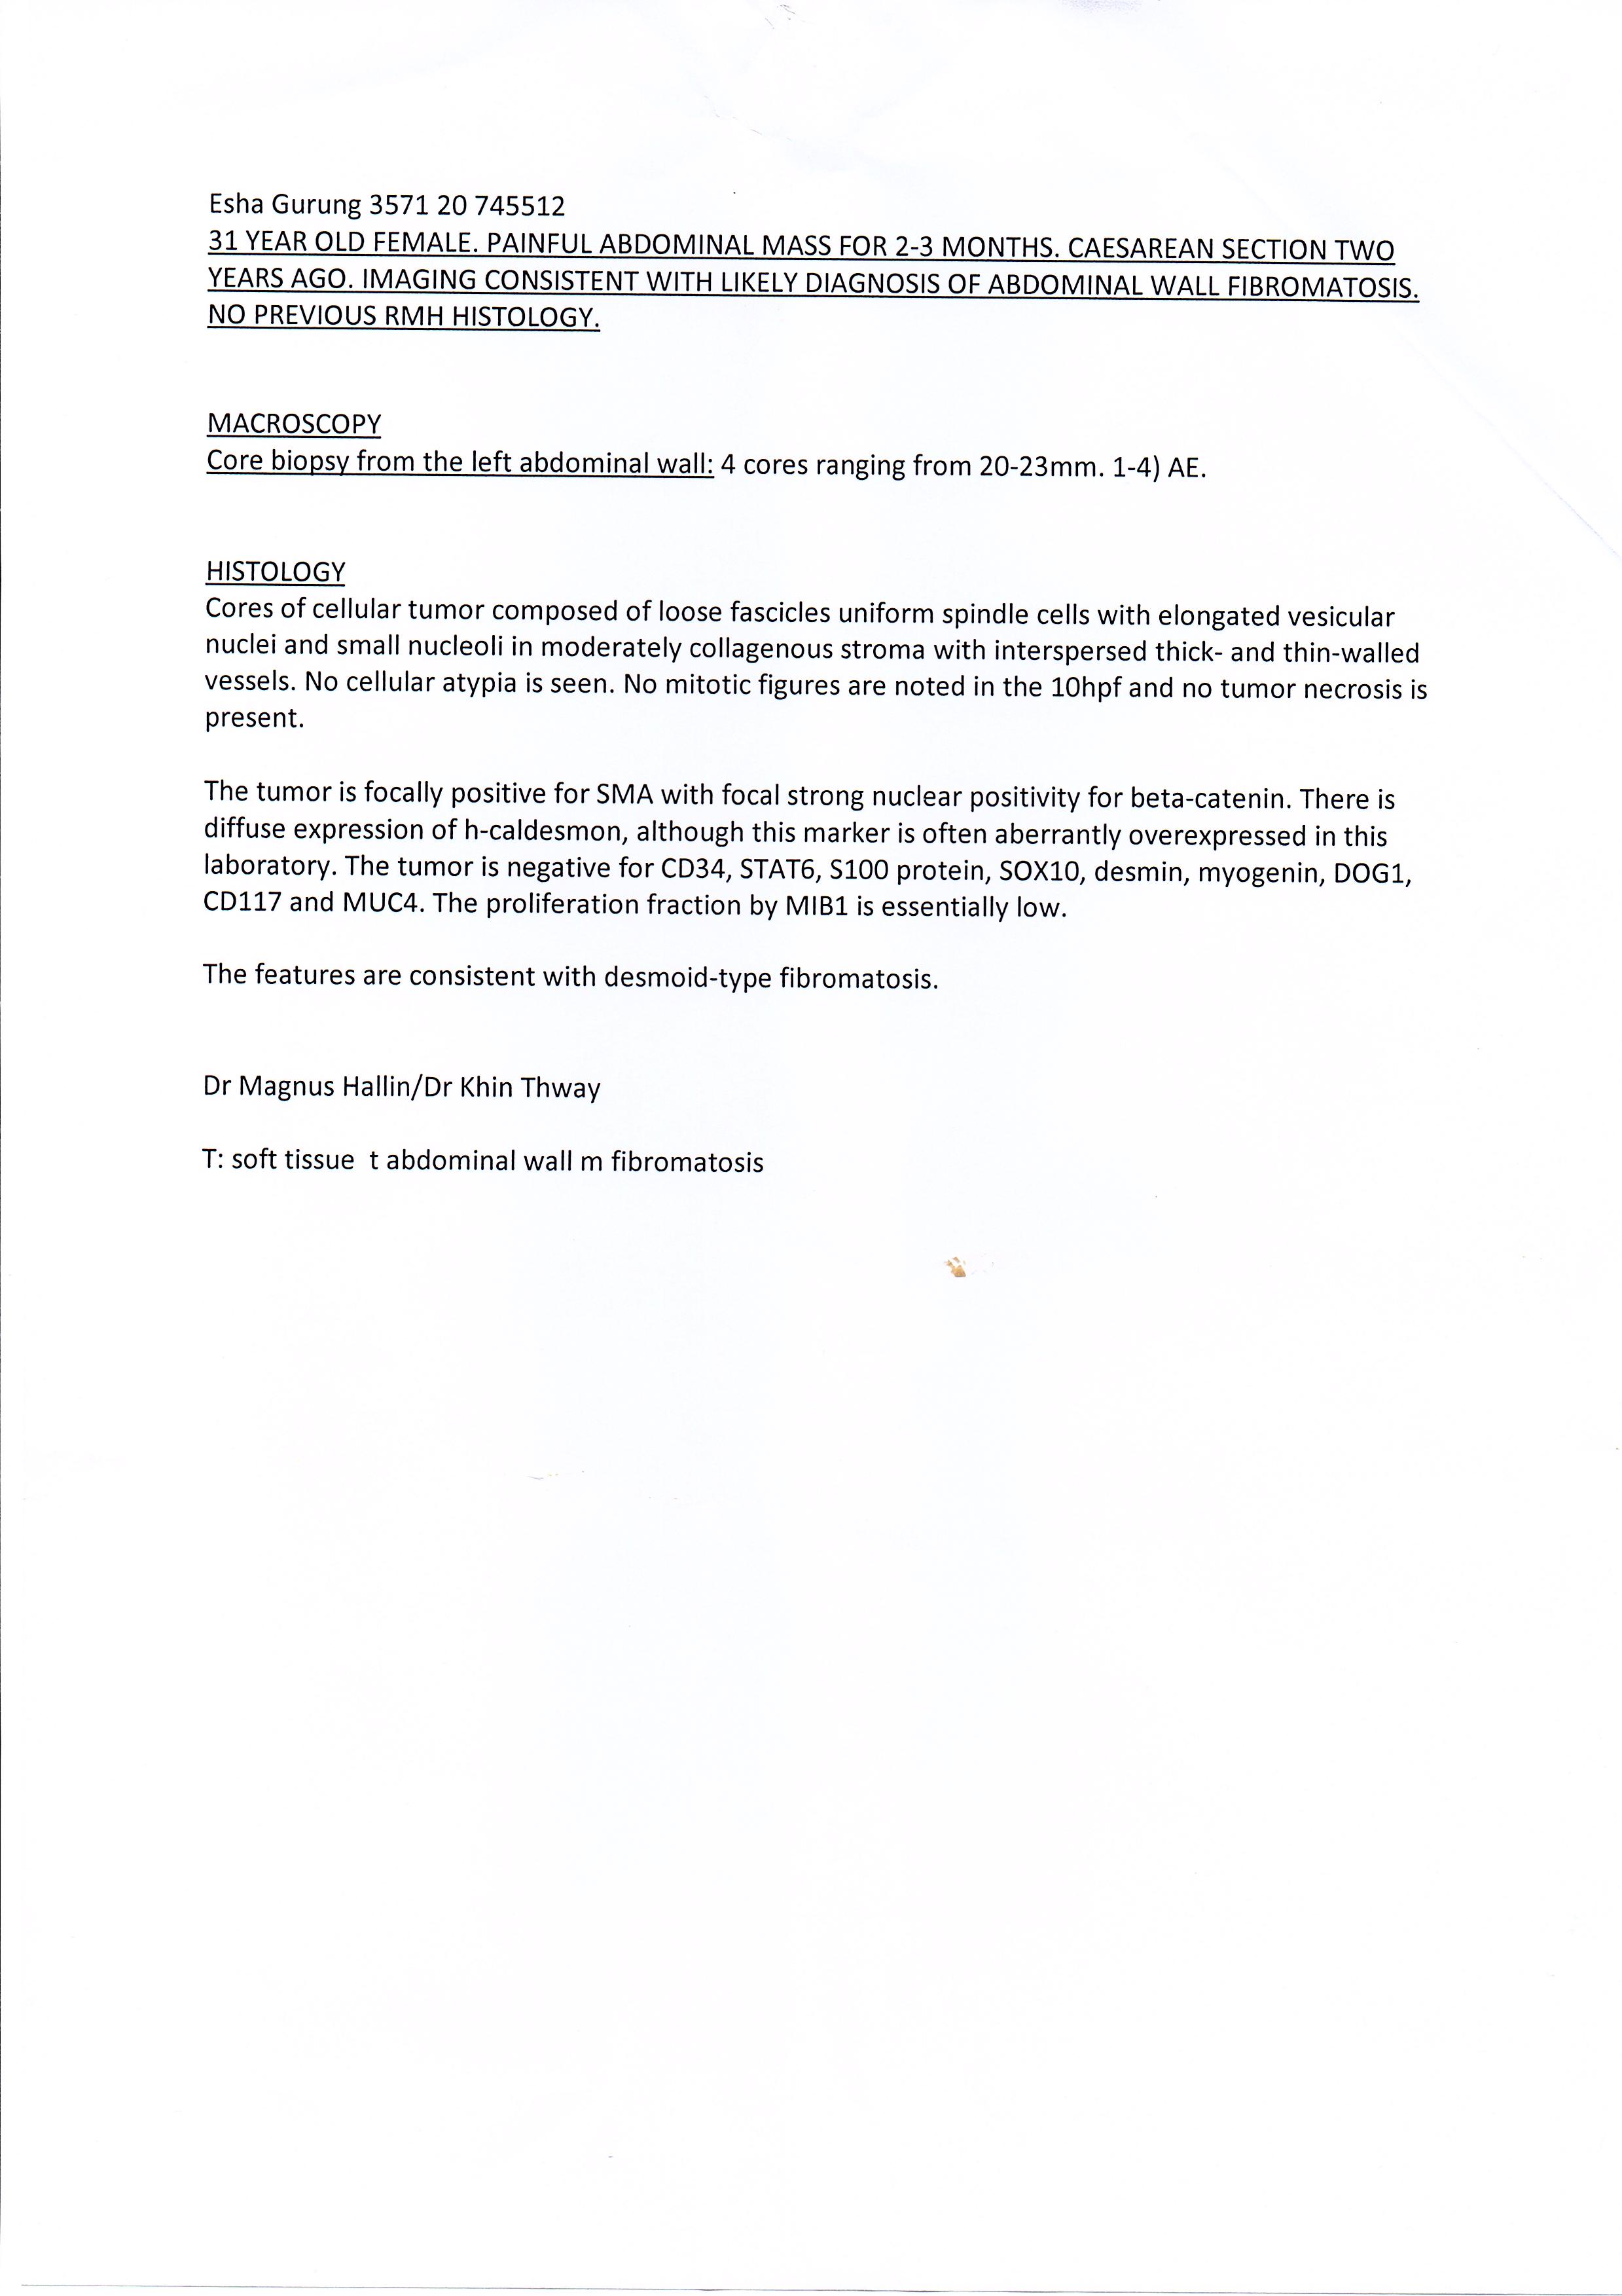 Esha Gurung 3571 20 745512
31 YEAR OLD FEMALE. PAINFUL ABDOMINAL MASS FOR 2-3 MONTHS. CAESAREAN SECTION TWO
YEARS AGO. IMAGING CONSISTENT WITH LIKELY DIAGNOSIS OF ABDOMINAL WALL FIBROMATOSIS.
NO PREVIOUS RMH HISTOLOGY.
MACROSCOPY
Core biopsy from the left abdominal wall: 4 cores ranging from 20-23mm. 1-4) AE.
HISTOLOGY
Cores of cellular tumor composed of loose fascicles uniform spindle cells with elongated vesicular
nuclei and small nucleoli in moderately collagenous stroma with interspersed thick- and thin-walled
vessels. No cellular atypia is seen. No mitotic figures are noted in the 10hpf and no tumor necrosis is
present.
The tumor is focally positive for SMA with focal strong nuclear positivity for beta-catenin. There is
diffuse expression of h-caldesmon, although this marker is often aberrantly overexpressed in this
laboratory. The tumor is negative for CD34, STAT6, S100 protein, SOX10, desmin, myogenin, DOG1,
CD117 and MUC4. The proliferation fraction by MIB1 is essentially low.
The features are consistent with desmoid-type fibromatosis.
Dr Magnus Hallin/Dr Khin Thway
T: soft tissue  t abdominal wall m fibromatosis